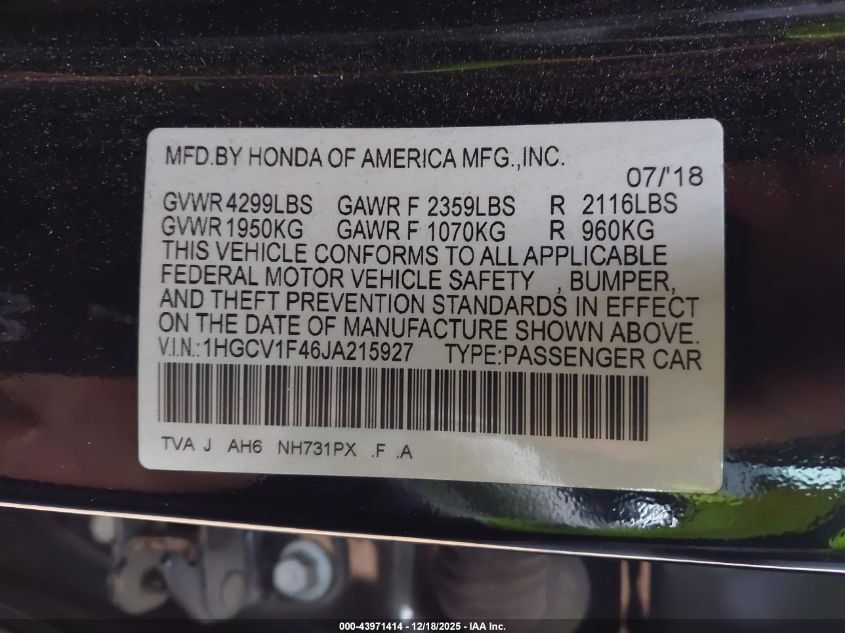 MFD.BY HONDA OF AMERICA MFG.,INC.
07/'18
GVWR 4299LBS GAWR F 2359LBS R 2116LBS
GVWR 1950KG GAWR F 1070KG R 960KG
THIS VEHICLE CONFORMS TO ALL APPLICABLE
FEDERAL MOTOR VEHICLE SAFETY , BUMPER,
AND THEFT PREVENTION STANDARDS IN EFFECT
ON THE DATE OF MANUFACTURE SHOWN ABOVE.
V.I.N.:1HGCV1F46JA215927 TYPE:PASSENGER CAR
TVA J AH6 NH731PX .F .A
000-43971414 - 12/18/2025 - IAA Inc.